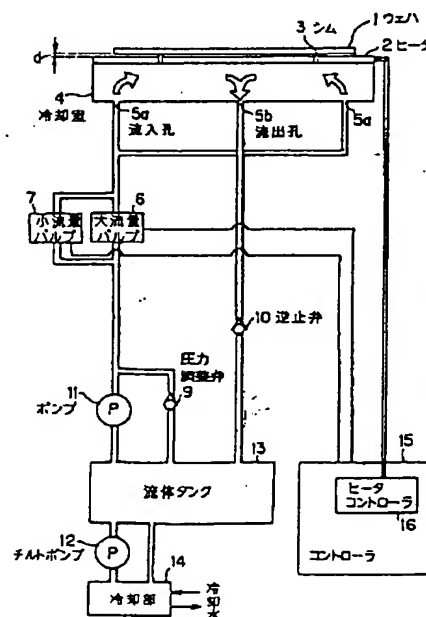 1 ウェハ
3 シム
2 ヒータ
d
4
冷却室
5a
流入孔
5b
流出孔
5a
7
小流量
バルブ
6
大流量
バルブ
10 逆止弁
圧力
調整弁
9
11
ポンプ
P
13
流体タンク
15
ヒータ
コントローラ
16
コントローラ
12
チルトポンプ
P
14
冷却部
冷却水